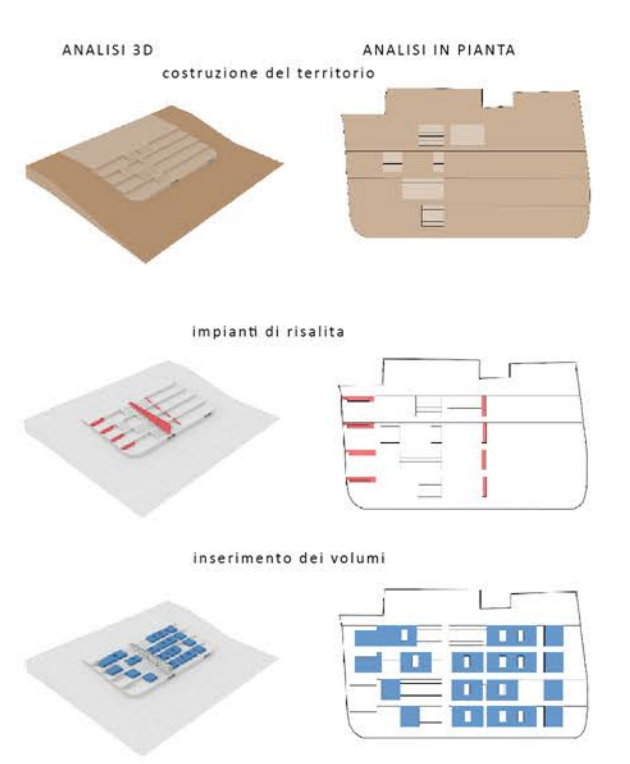 ANALISI 3D
ANALISI IN PIANTA
costruzione del territorio
impianti di risalita
inserimento dei volumi